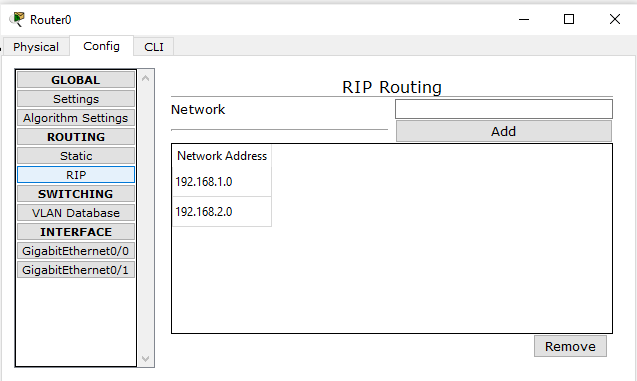 Router0
Physical Config CLI
GLOBAL
Settings
Algorithm Settings
ROUTING
Static
RIP
SWITCHING
VLAN Database
INTERFACE
GigabitEthernet0/0
GigabitEthernet0/1
RIP Routing
Network
Add
Network Address
192.168.1.0
192.168.2.0
Remove